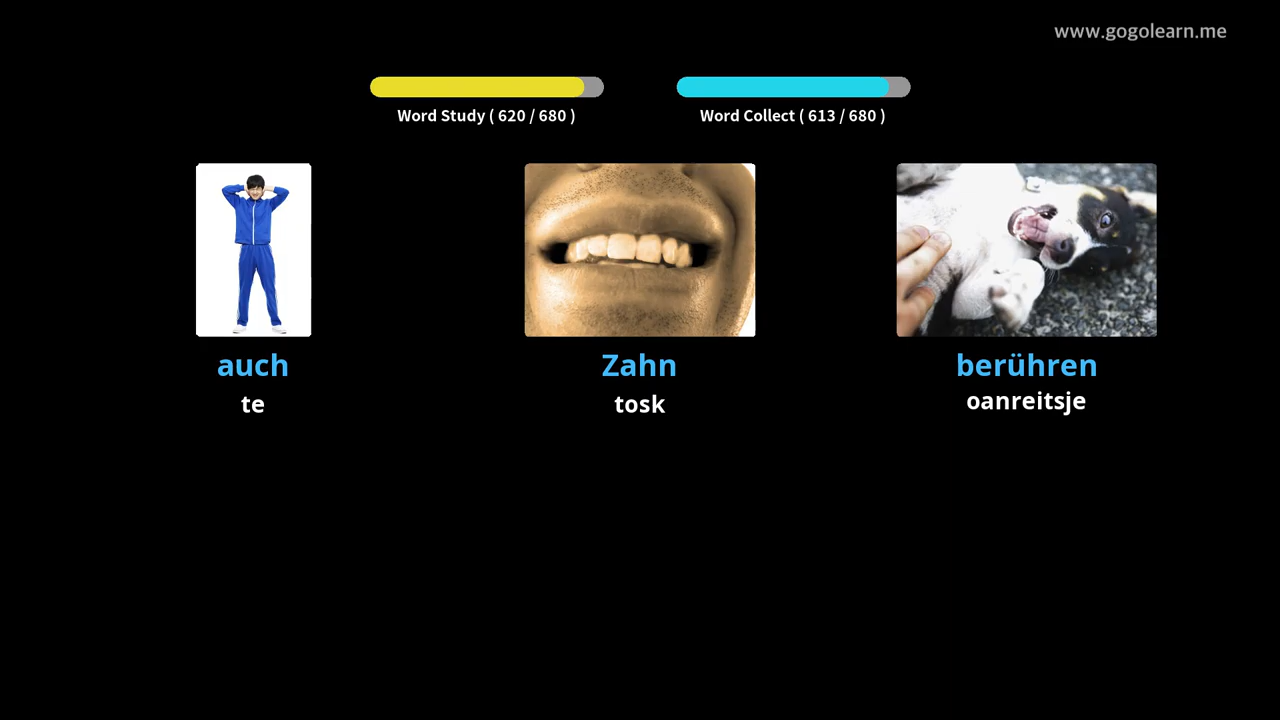 www.gogolearn.me
Word Study ( 620 / 680 )
Word Collect ( 613 / 680 )
auch
te
Zahn
tosk
berühren
oanreitsje